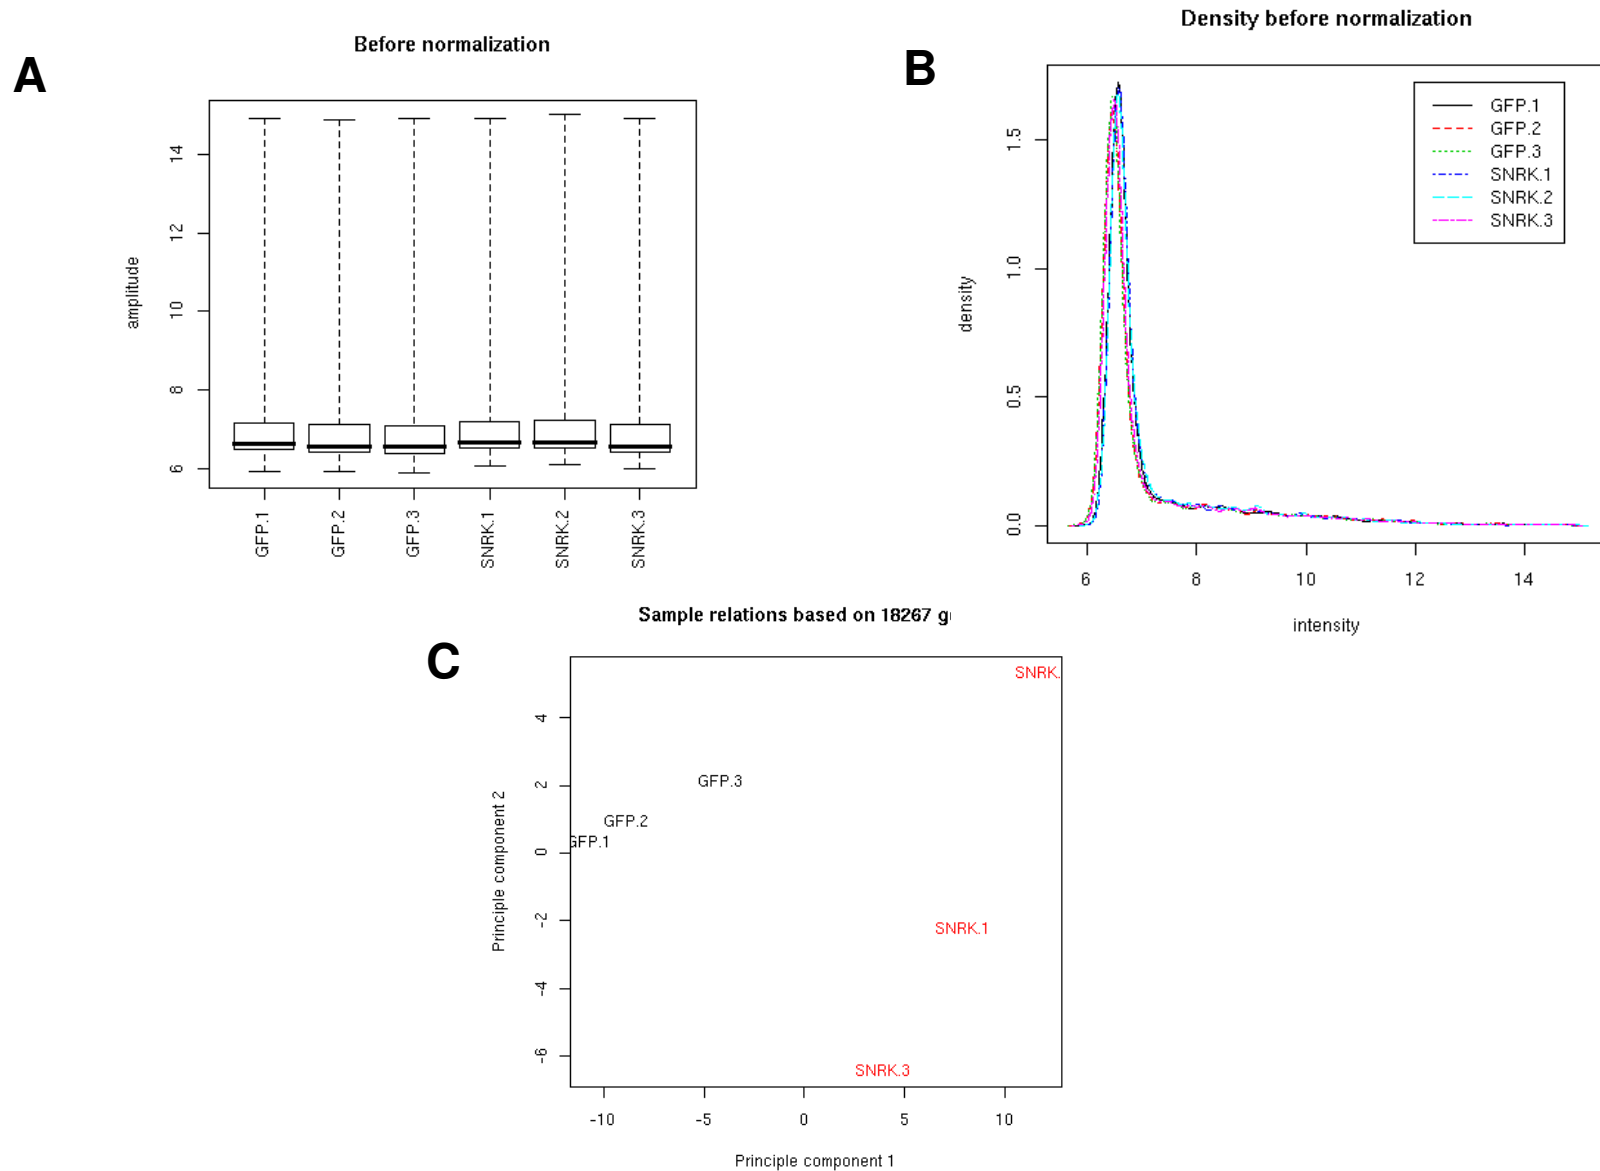 A
Before normalization
amplitude
14
12
10
8
6
GFP.1
GFP.2
GFP.3
SNRK.1
SNRK.2
SNRK.3
B
Density before normalization
density
1.5
1.0
0.5
0.0
GFP.1
GFP.2
GFP.3
SNRK.1
SNRK.2
SNRK.3
6 8 10 12 14
intensity
C
Sample relations based on 18267 g
Principle component 2
4
2
0
-2
-4
-6
SNRK.
GFP.3
GFP.2
GFP.1
SNRK.1
SNRK.3
-10 -5 0 5 10
Principle component 1